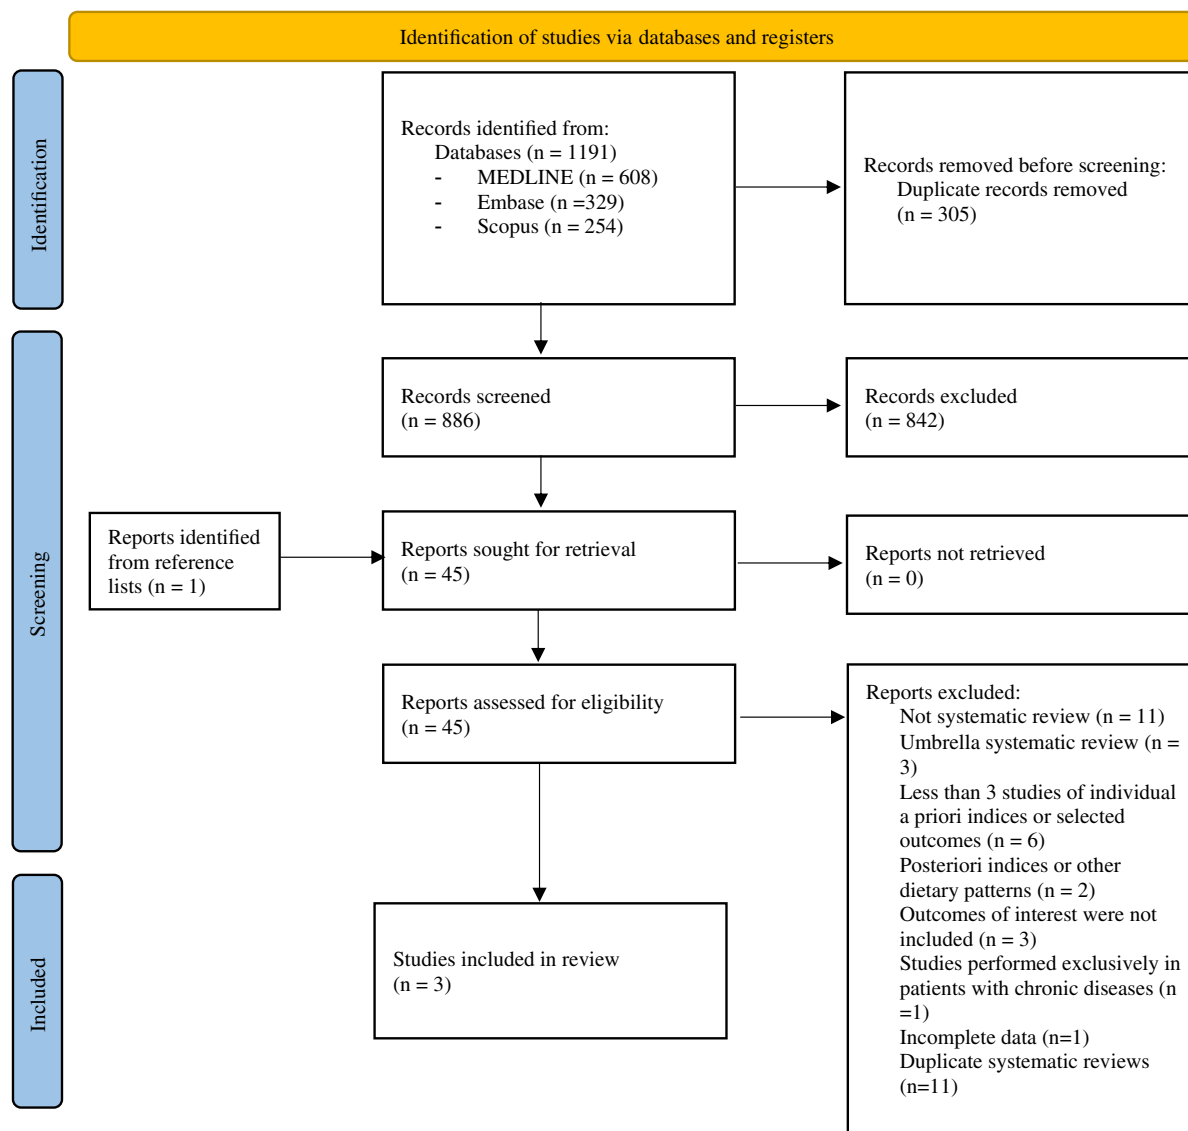 Identification of studies via databases and registers
Identification
Records identified from:
Databases (n = 1191)
- MEDLINE (n = 608)
- Embase (n =329)
- Scopus (n = 254)
Records removed before screening:
Duplicate records removed
(n = 305)
Screening
Records screened
(n = 886)
Records excluded
(n = 842)
Reports identified
from reference
lists (n = 1)
Reports sought for retrieval
(n = 45)
Reports not retrieved
(n = 0)
Reports assessed for eligibility
(n = 45)
Reports excluded:
Not systematic review (n = 11)
Umbrella systematic review (n =
3)
Less than 3 studies of individual
a priori indices or selected
outcomes (n = 6)
Posteriori indices or other
dietary patterns (n = 2)
Outcomes of interest were not
included (n = 3)
Studies performed exclusively in
patients with chronic diseases (n
=1)
Incomplete data (n=1)
Duplicate systematic reviews
(n=11)
Included
Studies included in review
(n = 3)